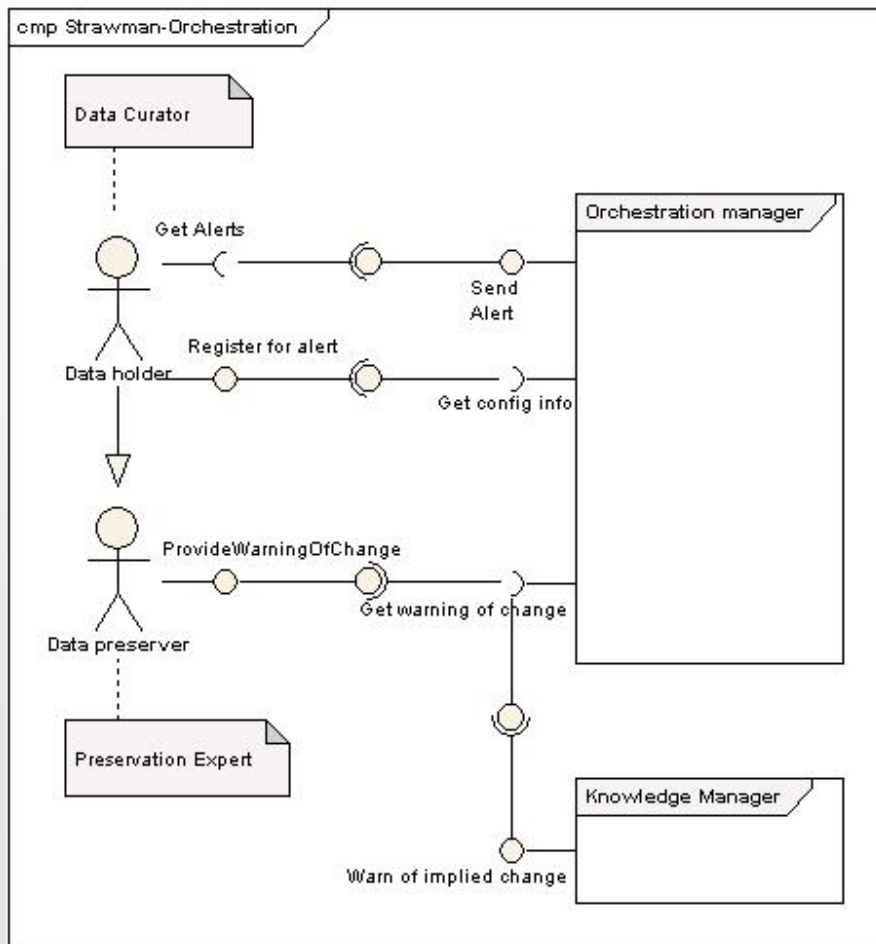 cmp Strawman-Orchestration
Data Curator
Orchestration manager
Get Alerts
Send
Alert
Register for alert
Data holder
Get config info
ProvideWarningOfChange
Get warning of change
Data preserver
Preservation Expert
Knowledge Manager
Warn of implied change